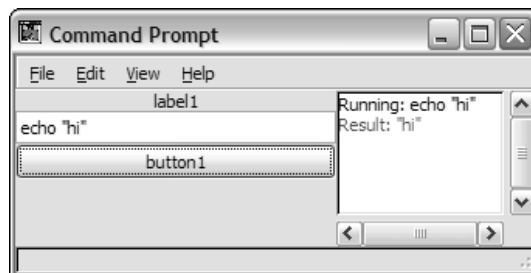 Command Prompt
File Edit View Help
label1
echo "hi"
button1
Running: echo "hi"
Result: "hi"